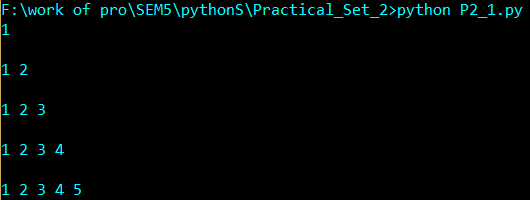 F:\work of pro\SEM5\pythonS\Practical_Set_2>python P2_1.py
1
1 2
1 2 3
1 2 3 4
1 2 3 4 5